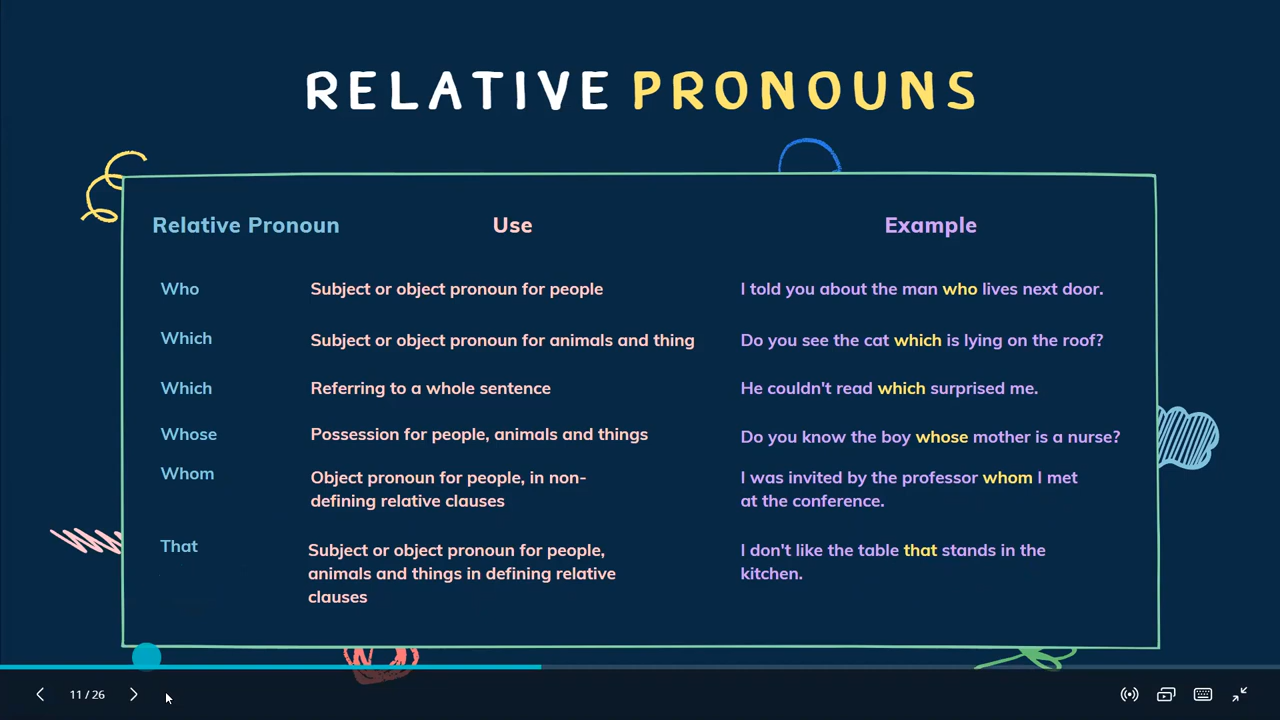 RELATIVE PRONOUNS
Relative Pronoun Use Example
Who Subject or object pronoun for people I told you about the man who lives next door.
Which Subject or object pronoun for animals and thing Do you see the cat which is lying on the roof?
Which Referring to a whole sentence He couldn't read which surprised me.
Whose Possession for people, animals and things Do you know the boy whose mother is a nurse?
Whom Object pronoun for people, in non- I was invited by the professor whom I met
defining relative clauses at the conference.
That Subject or object pronoun for people, I don't like the table that stands in the
animals and things in defining relative kitchen.
clauses
11 / 26